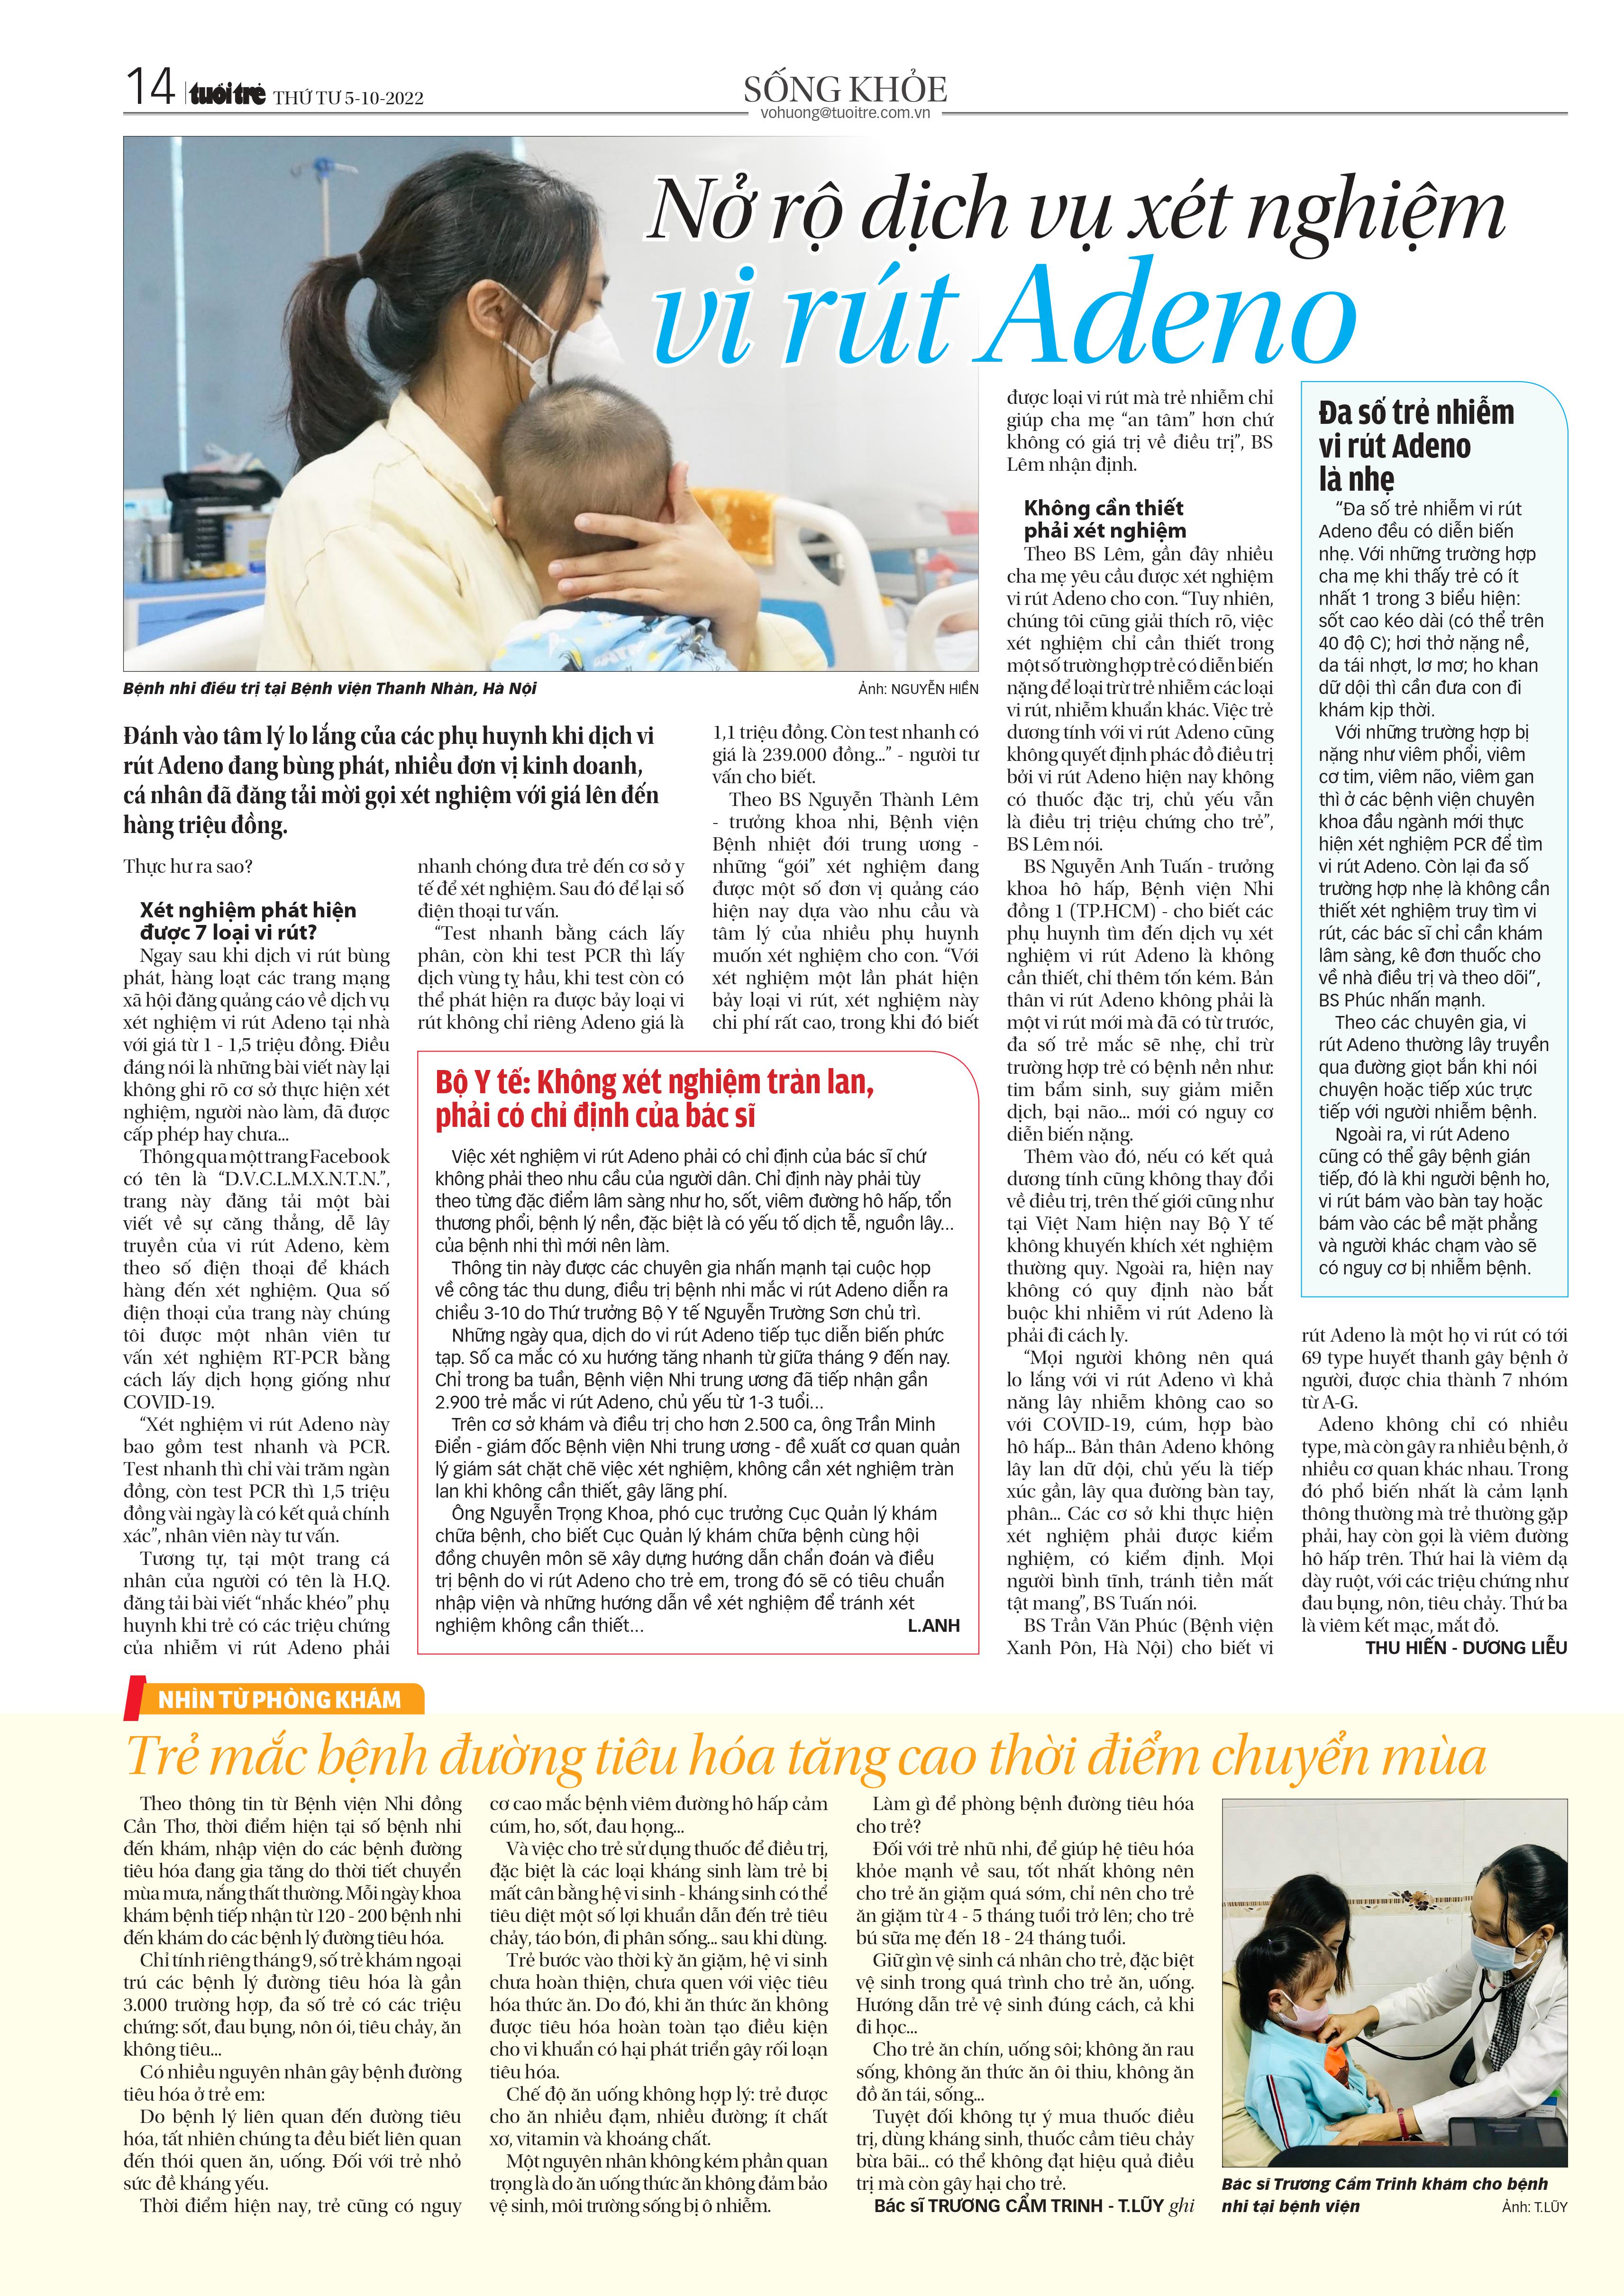 14
tuổi trẻ THỨ TƯ 5-10-2022
SỐNG KHỎE
vohuong@tuoitre.com.vn
Nở rộ dịch vụ xét nghiệm
vi rút Adeno
Bệnh nhi điều trị tại Bệnh viện Thanh Nhàn, Hà Nội
Ảnh: NGUYỄN HIỀN
Đánh vào tâm lý lo lắng của các phụ huynh khi dịch vi
rút Adeno đang bùng phát, nhiều đơn vị kinh doanh,
cá nhân đã đăng tải mời gọi xét nghiệm với giá lên đến
hàng triệu đồng.
Thực hư ra sao?
Xét nghiệm phát hiện
được 7 loại vi rút?
Ngay sau khi dịch vi rút bùng
phát, hàng loạt các trang mạng
xã hội đăng quảng cáo về dịch vụ
xét nghiệm vi rút Adeno tại nhà
với giá từ 1 - 1,5 triệu đồng. Điều
đáng nói là những bài viết này lại
không ghi rõ cơ sở thực hiện xét
nghiệm, người nào làm, đã được
cấp phép hay chưa...
Thông qua một trang Facebook
có tên là “D.V.C.L.M.X.N.T.N.”,
trang này đăng tải một bài
viết về sự căng thẳng, dễ lây
truyền của vi rút Adeno, kèm
theo số điện thoại để khách
hàng đến xét nghiệm. Qua số
điện thoại của trang này chúng
tôi được một nhân viên tư
vấn xét nghiệm RT-PCR bằng
cách lấy dịch họng giống như
COVID-19.
“Xét nghiệm vi rút Adeno này
bao gồm test nhanh và PCR.
Test nhanh thì chỉ vài trăm ngàn
đồng, còn test PCR thì 1,5 triệu
đồng vài ngày là có kết quả chính
xác”, nhân viên này tư vấn.
Tương tự, tại một trang cá
nhân của người có tên là H.Q.
đăng tải bài viết “nhắc khéo” phụ
huynh khi trẻ có các triệu chứng
của nhiễm vi rút Adeno phải
nhanh chóng đưa trẻ đến cơ sở y
tế để xét nghiệm. Sau đó để lại số
điện thoại tư vấn.
“Test nhanh bằng cách lấy
phân, còn khi test PCR thì lấy
dịch vùng tỵ hầu, khi test còn có
thể phát hiện ra được bảy loại vi
rút không chỉ riêng Adeno giá là
1,1 triệu đồng. Còn test nhanh có
giá là 239.000 đồng...” - người tư
vấn cho biết.
Theo BS Nguyễn Thành Lêm
- trưởng khoa nhi, Bệnh viện
Bệnh nhiệt đới trung ương -
những “gói” xét nghiệm đang
được một số đơn vị quảng cáo
hiện nay dựa vào nhu cầu và
tâm lý của nhiều phụ huynh
muốn xét nghiệm cho con. “Với
xét nghiệm một lần phát hiện
bảy loại vi rút, xét nghiệm này
chi phí rất cao, trong khi đó biết
được loại vi rút mà trẻ nhiễm chỉ
giúp cha mẹ “an tâm” hơn chứ
không có giá trị về điều trị”, BS
Lêm nhận định.
Không cần thiết
phải xét nghiệm
Theo BS Lêm, gần đây nhiều
cha mẹ yêu cầu được xét nghiệm
vi rút Adeno cho con. “Tuy nhiên,
chúng tôi cũng giải thích rõ, việc
xét nghiệm chỉ cần thiết trong
một số trường hợp trẻ có diễn biến
nặng để loại trừ trẻ nhiễm các loại
vi rút, nhiễm khuẩn khác. Việc trẻ
dương tính với vi rút Adeno cũng
không quyết định phác đồ điều trị
bởi vi rút Adeno hiện nay không
có thuốc đặc trị, chủ yếu vẫn
là điều trị triệu chứng cho trẻ”,
BS Lêm nói.
BS Nguyễn Anh Tuấn - trưởng
khoa hô hấp, Bệnh viện Nhi
đồng 1 (TP.HCM) - cho biết các
phụ huynh tìm đến dịch vụ xét
nghiệm vi rút Adeno là không
cần thiết, chỉ thêm tốn kém. Bản
thân vi rút Adeno không phải là
một vi rút mới mà đã có từ trước,
đa số trẻ mắc sẽ nhẹ, chỉ trừ
trường hợp trẻ có bệnh nền như:
tim bẩm sinh, suy giảm miễn
dịch, bại não... mới có nguy cơ
diễn biến nặng.
Thêm vào đó, nếu có kết quả
dương tính cũng không thay đổi
về điều trị, trên thế giới cũng như
tại Việt Nam hiện nay Bộ Y tế
không khuyến khích xét nghiệm
thường quy. Ngoài ra, hiện nay
không có quy định nào bắt
buộc khi nhiễm vi rút Adeno là
phải đi cách ly.
“Mọi người không nên quá
lo lắng với vi rút Adeno vì khả
năng lây nhiễm không cao so
với COVID-19, cúm, hợp bào
hô hấp... Bản thân Adeno không
lây lan dữ dội, chủ yếu là tiếp
xúc gần, lây qua đường bàn tay,
phân... Các cơ sở khi thực hiện
xét nghiệm phải được kiểm
nghiệm, có kiểm định. Mọi
người bình tĩnh, tránh tiền mất
tật mang”, BS Tuấn nói.
BS Trần Văn Phúc (Bệnh viện
Xanh Pôn, Hà Nội) cho biết vi
rút Adeno là một họ vi rút có tới
69 type huyết thanh gây bệnh ở
người, được chia thành 7 nhóm
từ A-G.
Adeno không chỉ có nhiều
type, mà còn gây ra nhiều bệnh, ở
nhiều cơ quan khác nhau. Trong
đó phổ biến nhất là cảm lạnh
thông thường mà trẻ thường gặp
phải, hay còn gọi là viêm đường
hô hấp trên. Thứ hai là viêm dạ
dày ruột, với các triệu chứng như
đau bụng, nôn, tiêu chảy. Thứ ba
là viêm kết mạc, mắt đỏ.
THU HIẾN - DƯƠNG LIỄU
Đa số trẻ nhiễm
vi rút Adeno
là nhẹ
“Đa số trẻ nhiễm vi rút
Adeno đều có diễn biến
nhẹ. Với những trường hợp
cha mẹ khi thấy trẻ có ít
nhất 1 trong 3 biểu hiện:
sốt cao kéo dài (có thể trên
40 độ C); hơi thở nặng nề,
da tái nhợt, lơ mơ; ho khan
dữ dội thì cần đưa con đi
khám kịp thời.
Với những trường hợp bị
nặng như viêm phổi, viêm
cơ tim, viêm não, viêm gan
thì ở các bệnh viện chuyên
khoa đầu ngành mới thực
hiện xét nghiệm PCR để tìm
vi rút Adeno. Còn lại đa số
trường hợp nhẹ là không cần
thiết xét nghiệm truy tìm vi
rút, các bác sĩ chỉ cần khám
lâm sàng, kê đơn thuốc cho
về nhà điều trị và theo dõi”,
BS Phúc nhấn mạnh.
Theo các chuyên gia, vi
rút Adeno thường lây truyền
qua đường giọt bắn khi nói
chuyện hoặc tiếp xúc trực
tiếp với người nhiễm bệnh.
Ngoài ra, vi rút Adeno
cũng có thể gây bệnh gián
tiếp, đó là khi người bệnh ho,
vi rút bám vào bàn tay hoặc
bám vào các bề mặt phẳng
và người khác chạm vào sẽ
có nguy cơ bị nhiễm bệnh.
Bộ Y tế: Không xét nghiệm tràn lan,
phải có chỉ định của bác sĩ
Việc xét nghiệm vi rút Adeno phải có chỉ định của bác sĩ chứ
không phải theo nhu cầu của người dân. Chỉ định này phải tùy
theo từng đặc điểm lâm sàng như ho, sốt, viêm đường hô hấp, tổn
thương phổi, bệnh lý nền, đặc biệt là có yếu tố dịch tễ, nguồn lây...
của bệnh nhi thì mới nên làm.
Thông tin này được các chuyên gia nhấn mạnh tại cuộc họp
về công tác thu dung, điều trị bệnh nhi mắc vi rút Adeno diễn ra
chiều 3-10 do Thứ trưởng Bộ Y tế Nguyễn Trường Sơn chủ trì.
Những ngày qua, dịch do vi rút Adeno tiếp tục diễn biến phức
tạp. Số ca mắc có xu hướng tăng nhanh từ giữa tháng 9 đến nay.
Chỉ trong ba tuần, Bệnh viện Nhi trung ương đã tiếp nhận gần
2.900 trẻ mắc vi rút Adeno, chủ yếu từ 1-3 tuổi...
Trên cơ sở khám và điều trị cho hơn 2.500 ca, ông Trần Minh
Điển - giám đốc Bệnh viện Nhi trung ương - đề xuất cơ quan quản
lý giám sát chặt chẽ việc xét nghiệm, không cần xét nghiệm tràn
lan khi không cần thiết, gây lãng phí.
Ông Nguyễn Trọng Khoa, phó cục trưởng Cục Quản lý khám
chữa bệnh, cho biết Cục Quản lý khám chữa bệnh cùng hội
đồng chuyên môn sẽ xây dựng hướng dẫn chẩn đoán và điều
trị bệnh do vi rút Adeno cho trẻ em, trong đó sẽ có tiêu chuẩn
nhập viện và những hướng dẫn về xét nghiệm để tránh xét
nghiệm không cần thiết...
L.ANH
NHÌN TỪ PHÒNG KHÁM
Trẻ mắc bệnh đường tiêu hóa tăng cao thời điểm chuyển mùa
Theo thông tin từ Bệnh viện Nhi đồng
Cần Thơ, thời điểm hiện tại số bệnh nhi
đến khám, nhập viện do các bệnh đường
tiêu hóa đang gia tăng do thời tiết chuyển
mùa mưa, nắng thất thường. Mỗi ngày khoa
khám bệnh tiếp nhận từ 120 - 200 bệnh nhi
đến khám do các bệnh lý đường tiêu hóa.
Chỉ tính riêng tháng 9, số trẻ khám ngoại
trú các bệnh lý đường tiêu hóa là gần
3.000 trường hợp, đa số trẻ có các triệu
chứng: sốt, đau bụng, nôn ói, tiêu chảy, ăn
không tiêu...
Có nhiều nguyên nhân gây bệnh đường
tiêu hóa ở trẻ em:
Do bệnh lý liên quan đến đường tiêu
hóa, tất nhiên chúng ta đều biết liên quan
đến thói quen ăn, uống. Đối với trẻ nhỏ
sức đề kháng yếu.
Thời điểm hiện nay, trẻ cũng có nguy
cơ cao mắc bệnh viêm đường hô hấp cảm
cúm, ho, sốt, đau họng...
Và việc cho trẻ sử dụng thuốc để điều trị,
đặc biệt là các loại kháng sinh làm trẻ bị
mất cân bằng hệ vi sinh - kháng sinh có thể
tiêu diệt một số lợi khuẩn dẫn đến trẻ tiêu
chảy, táo bón, đi phân sống... sau khi dùng.
Trẻ bước vào thời kỳ ăn giặm, hệ vi sinh
chưa hoàn thiện, chưa quen với việc tiêu
hóa thức ăn. Do đó, khi ăn thức ăn không
được tiêu hóa hoàn toàn tạo điều kiện
cho vi khuẩn có hại phát triển gây rối loạn
tiêu hóa.
Chế độ ăn uống không hợp lý: trẻ được
cho ăn nhiều đạm, nhiều đường; ít chất
xơ, vitamin và khoáng chất.
Một nguyên nhân không kém phần quan
trọng là do ăn uống thức ăn không đảm bảo
vệ sinh, môi trường sống bị ô nhiễm.
Làm gì để phòng bệnh đường tiêu hóa
cho trẻ?
Đối với trẻ nhũ nhi, để giúp hệ tiêu hóa
khỏe mạnh về sau, tốt nhất không nên
cho trẻ ăn giặm quá sớm, chỉ nên cho trẻ
ăn giặm từ 4 - 5 tháng tuổi trở lên; cho trẻ
bú sữa mẹ đến 18 - 24 tháng tuổi.
Giữ gìn vệ sinh cá nhân cho trẻ, đặc biệt
vệ sinh trong quá trình cho trẻ ăn, uống.
Hướng dẫn trẻ vệ sinh đúng cách, cả khi
đi học...
Cho trẻ ăn chín, uống sôi; không ăn rau
sống, không ăn thức ăn ôi thiu, không ăn
đồ ăn tái, sống...
Tuyệt đối không tự ý mua thuốc điều
trị, dùng kháng sinh, thuốc cầm tiêu chảy
bừa bãi... có thể không đạt hiệu quả điều
trị mà còn gây hại cho trẻ.
Bác sĩ TRƯƠNG CẨM TRINH - T.LŨY ghi
Bác sĩ Trương Cẩm Trinh khám cho bệnh
nhi tại bệnh viện
Ảnh: T.LŨY